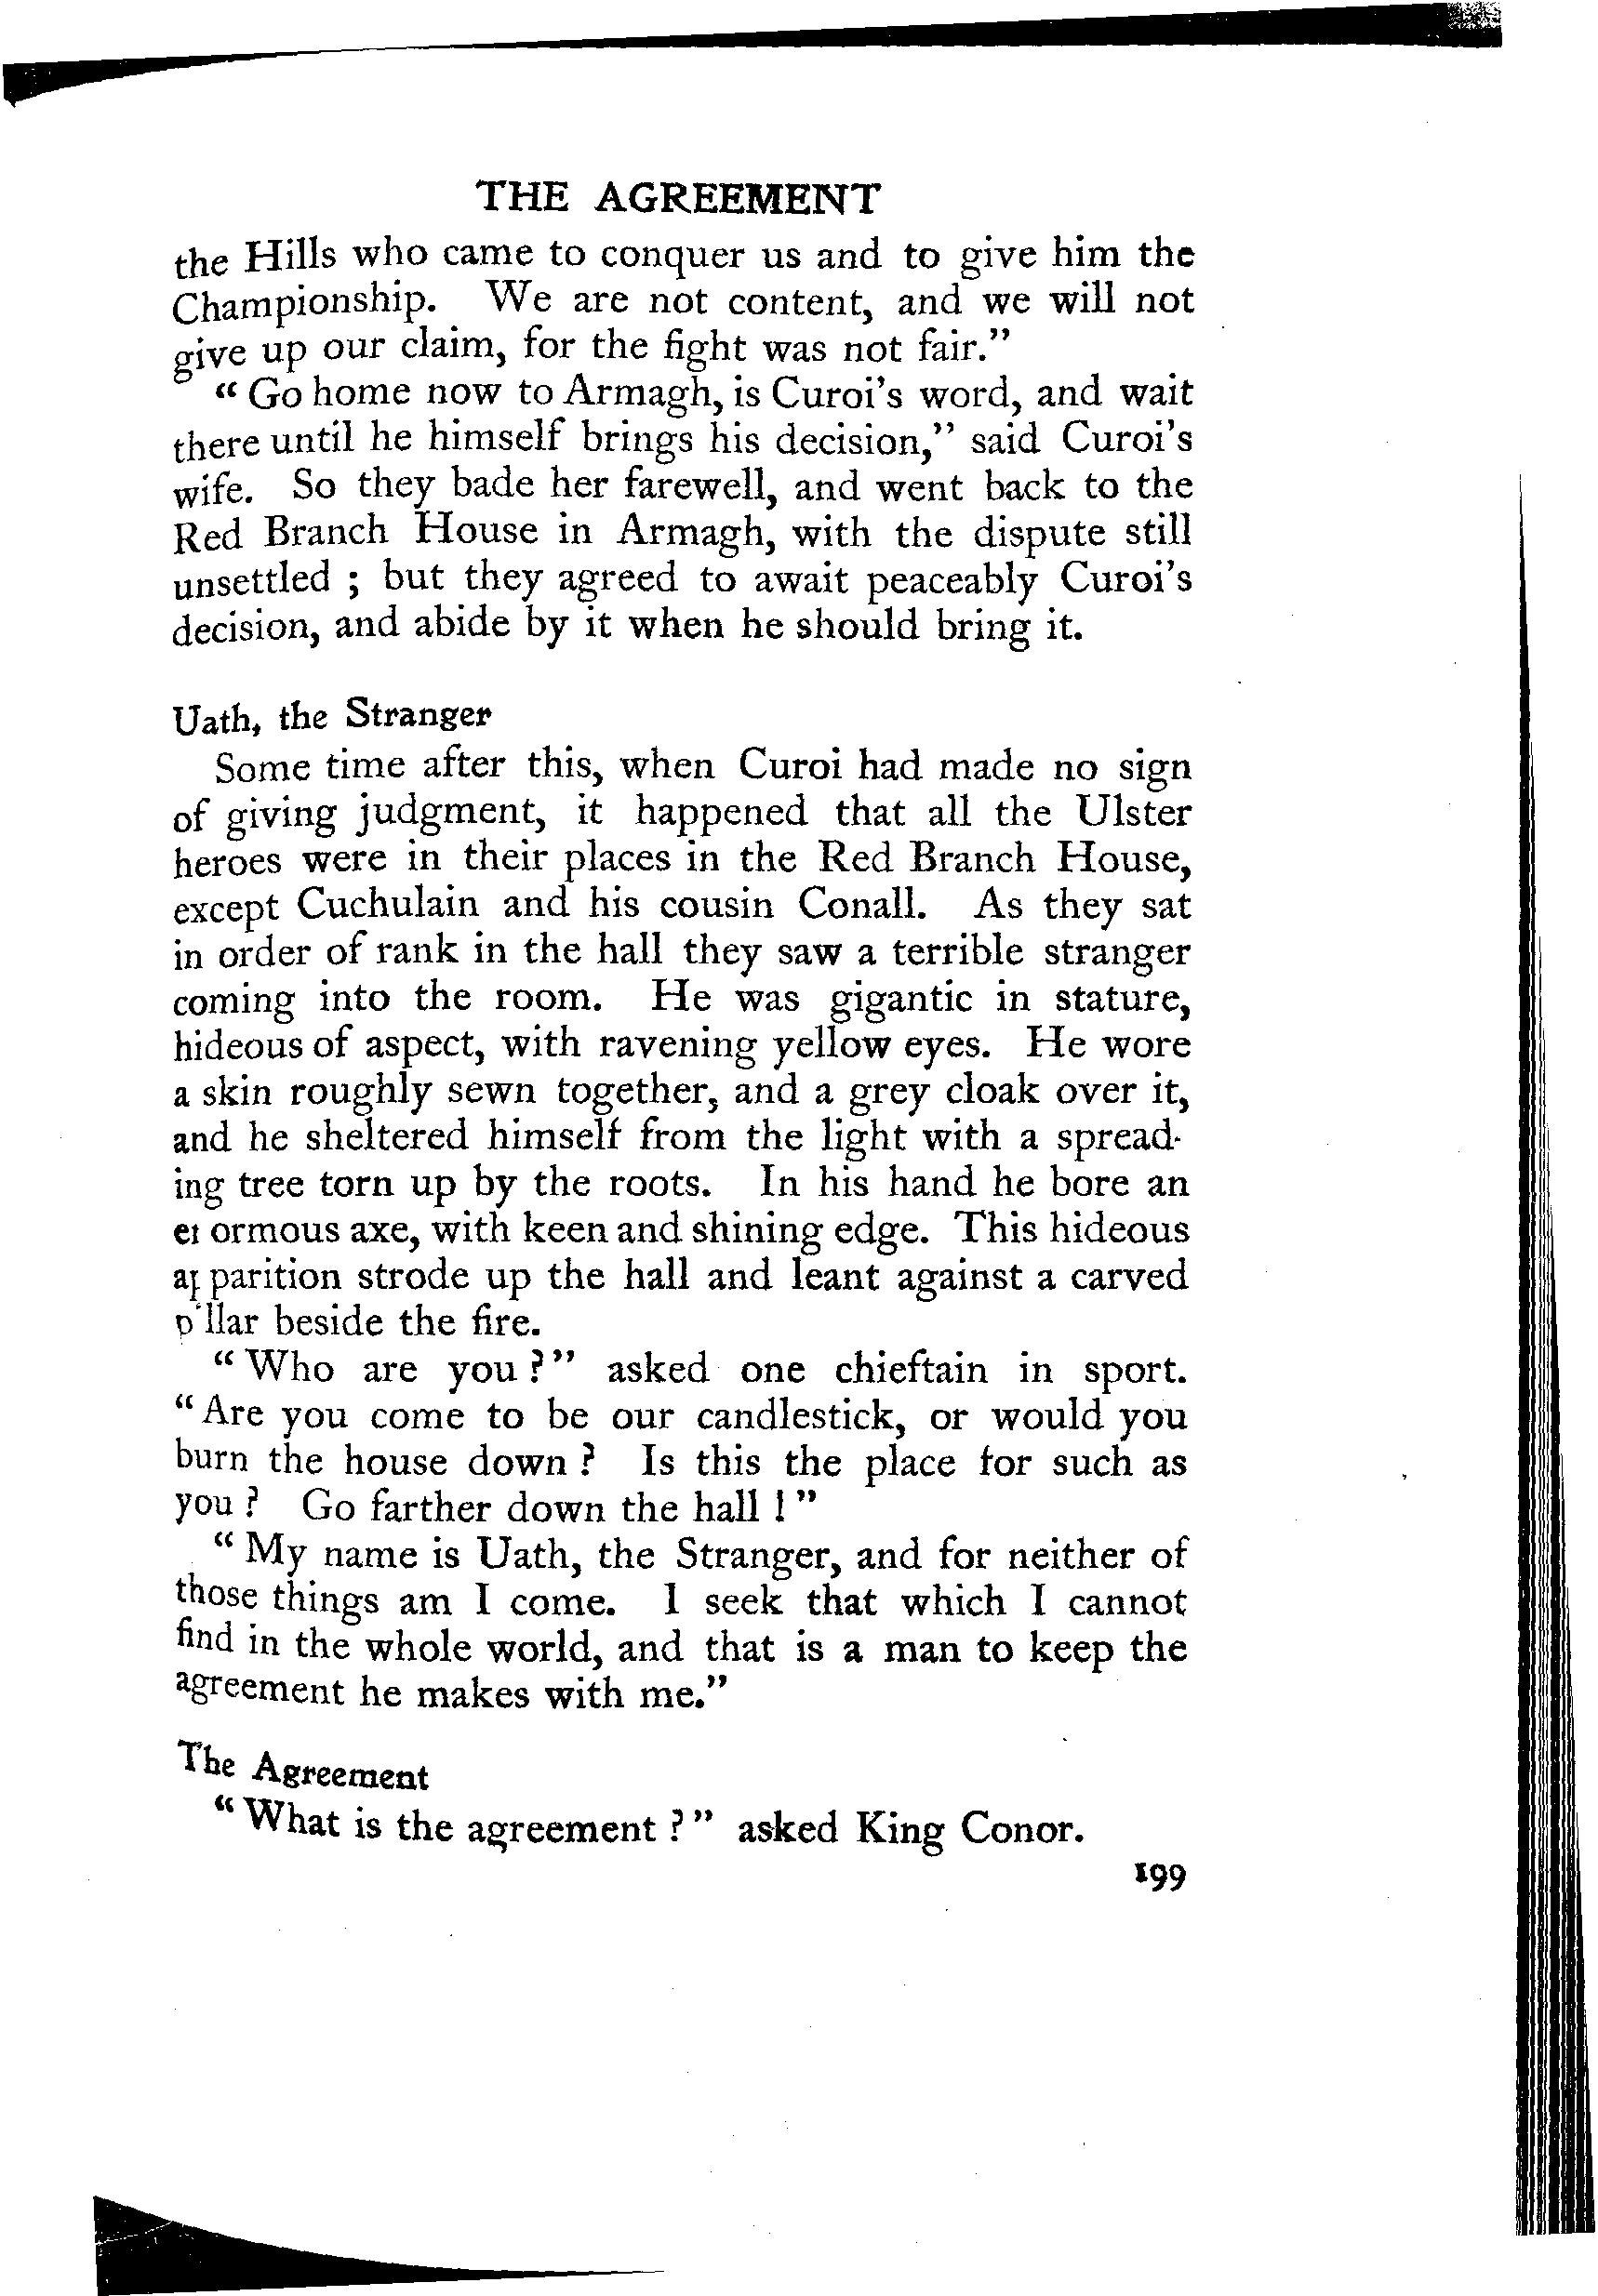 THE AGREEMENT
the Hills who came to conquer us and to give him the
Championship. We are not content, and we will not
give up our claim, for the fight was not fair."
"Go home now to Armagh, is Curoi's word, and wait
there until he himself brings his decision," said Curoi's
wife. So they bade her farewell, and went back to the
Red Branch House in Armagh, with the dispute still
unsettled ; but they agreed to await peaceably Curoi's
decision, and abide by it when he should bring it.
Uath, the Stranger
Some time after this, when Curoi had made no sign
of giving judgment, it happened that all the Ulster
heroes were in their places in the Red Branch House,
except Cuchulain and his cousin Conall. As they sat
in order of rank in the hall they saw a terrible stranger
coming into the room. He was gigantic in stature,
hideous of aspect, with ravening yellow eyes. He wore
a skin roughly sewn together, and a grey cloak over it,
and he sheltered himself from the light with a spread-
ing tree torn up by the roots. In his hand he bore an
enormous axe, with keen and shining edge. This hideous
apparition strode up the hall and leant against a carved
pillar beside the fire.
"Who are you ?" asked one chieftain in sport.
"Are you come to be our candlestick, or would you
burn the house down ? Is this the place for such as
you ? Go farther down the hall !"
"My name is Uath, the Stranger, and for neither of
those things am I come. I seek that which I cannot
find in the whole world, and that is a man to keep the
agreement he makes with me."
The Agreement
"What is the agreement ?" asked King Conor.
199